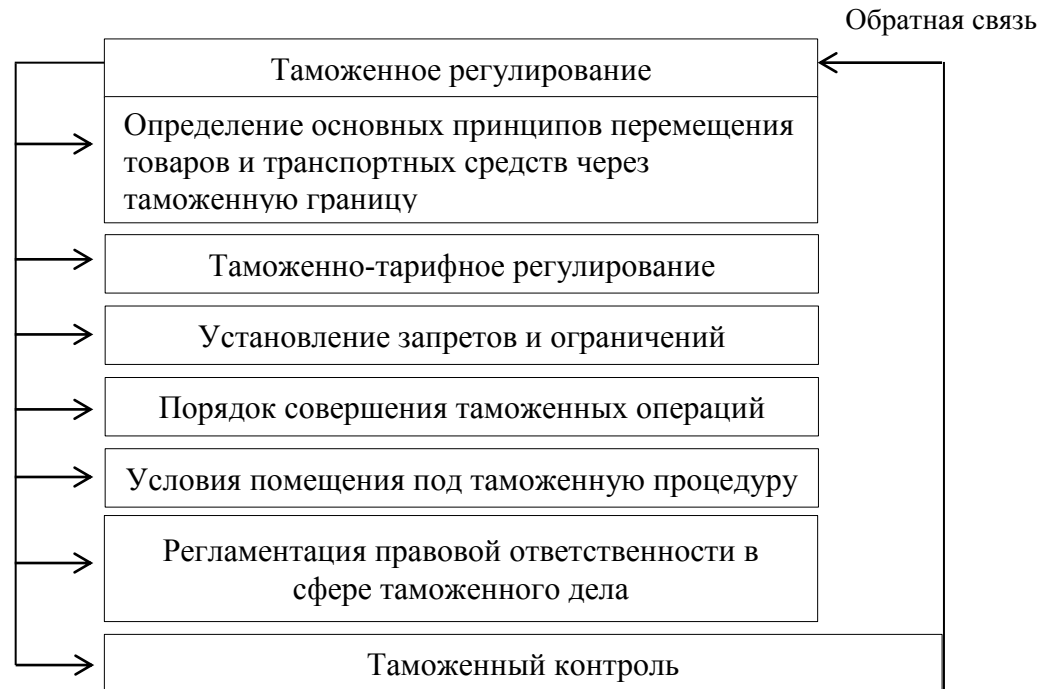 Обратная связь
Таможенное регулирование
Определение основных принципов перемещения
товаров и транспортных средств через
таможенную границу
Таможенно-тарифное регулирование
Установление запретов и ограничений
Порядок совершения таможенных операций
Условия помещения под таможенную процедуру
Регламентация правовой ответственности в
сфере таможенного дела
Таможенный контроль